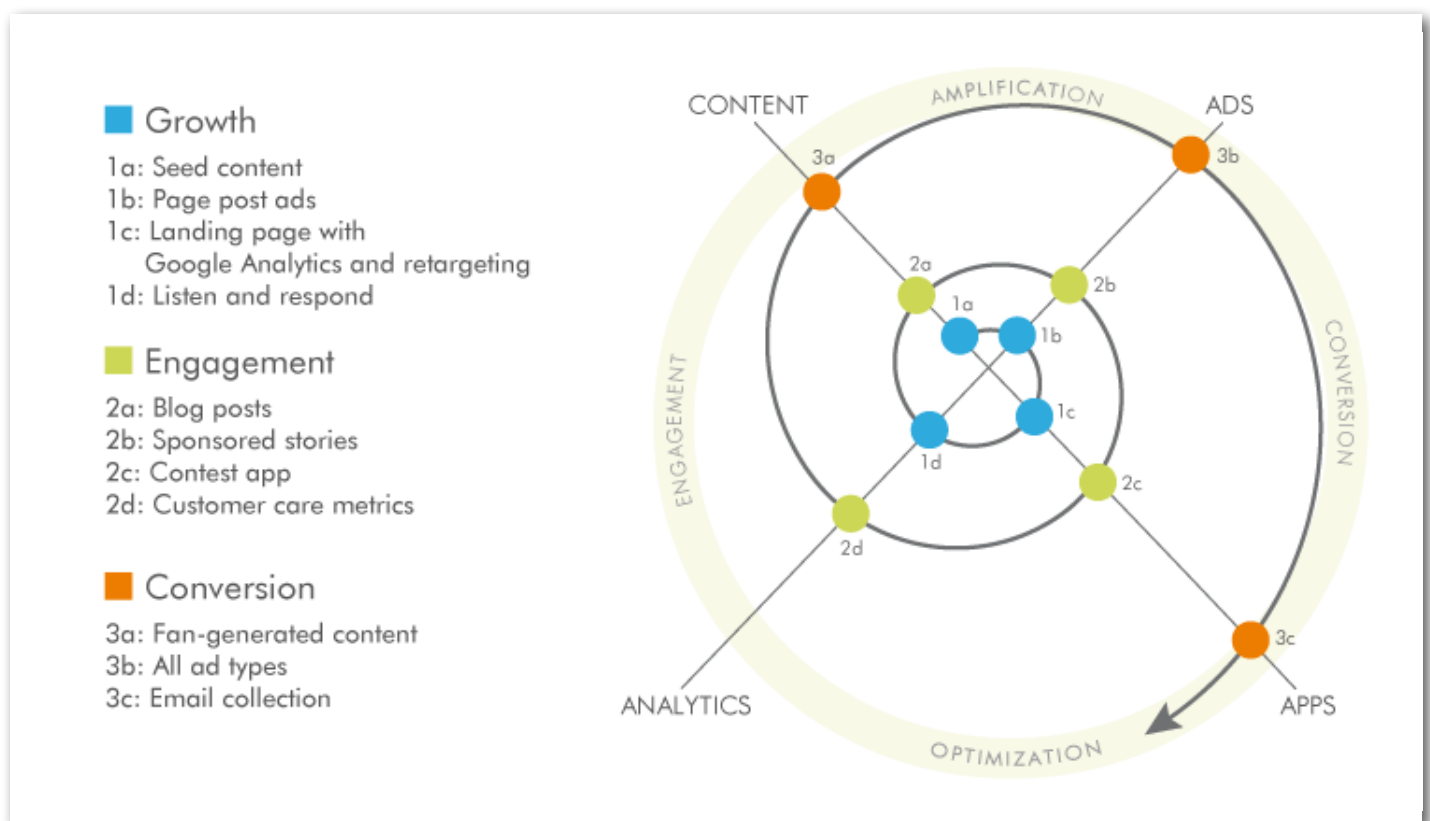 Growth
1a: Seed content
1b: Page post ads
1c: Landing page with
Google Analytics and retargeting
1d: Listen and respond
Engagement
2a: Blog posts
2b: Sponsored stories
2c: Contest app
2d: Customer care metrics
Conversion
3a: Fan-generated content
3b: All ad types
3c: Email collection
CONTENT
AMPLIFICATION
ADS
3a
3b
2a
2b
1a
1b
ENGAGEMENT
CONVERSION
1c
1d
2c
2d
3c
ANALYTICS
APPS
OPTIMIZATION